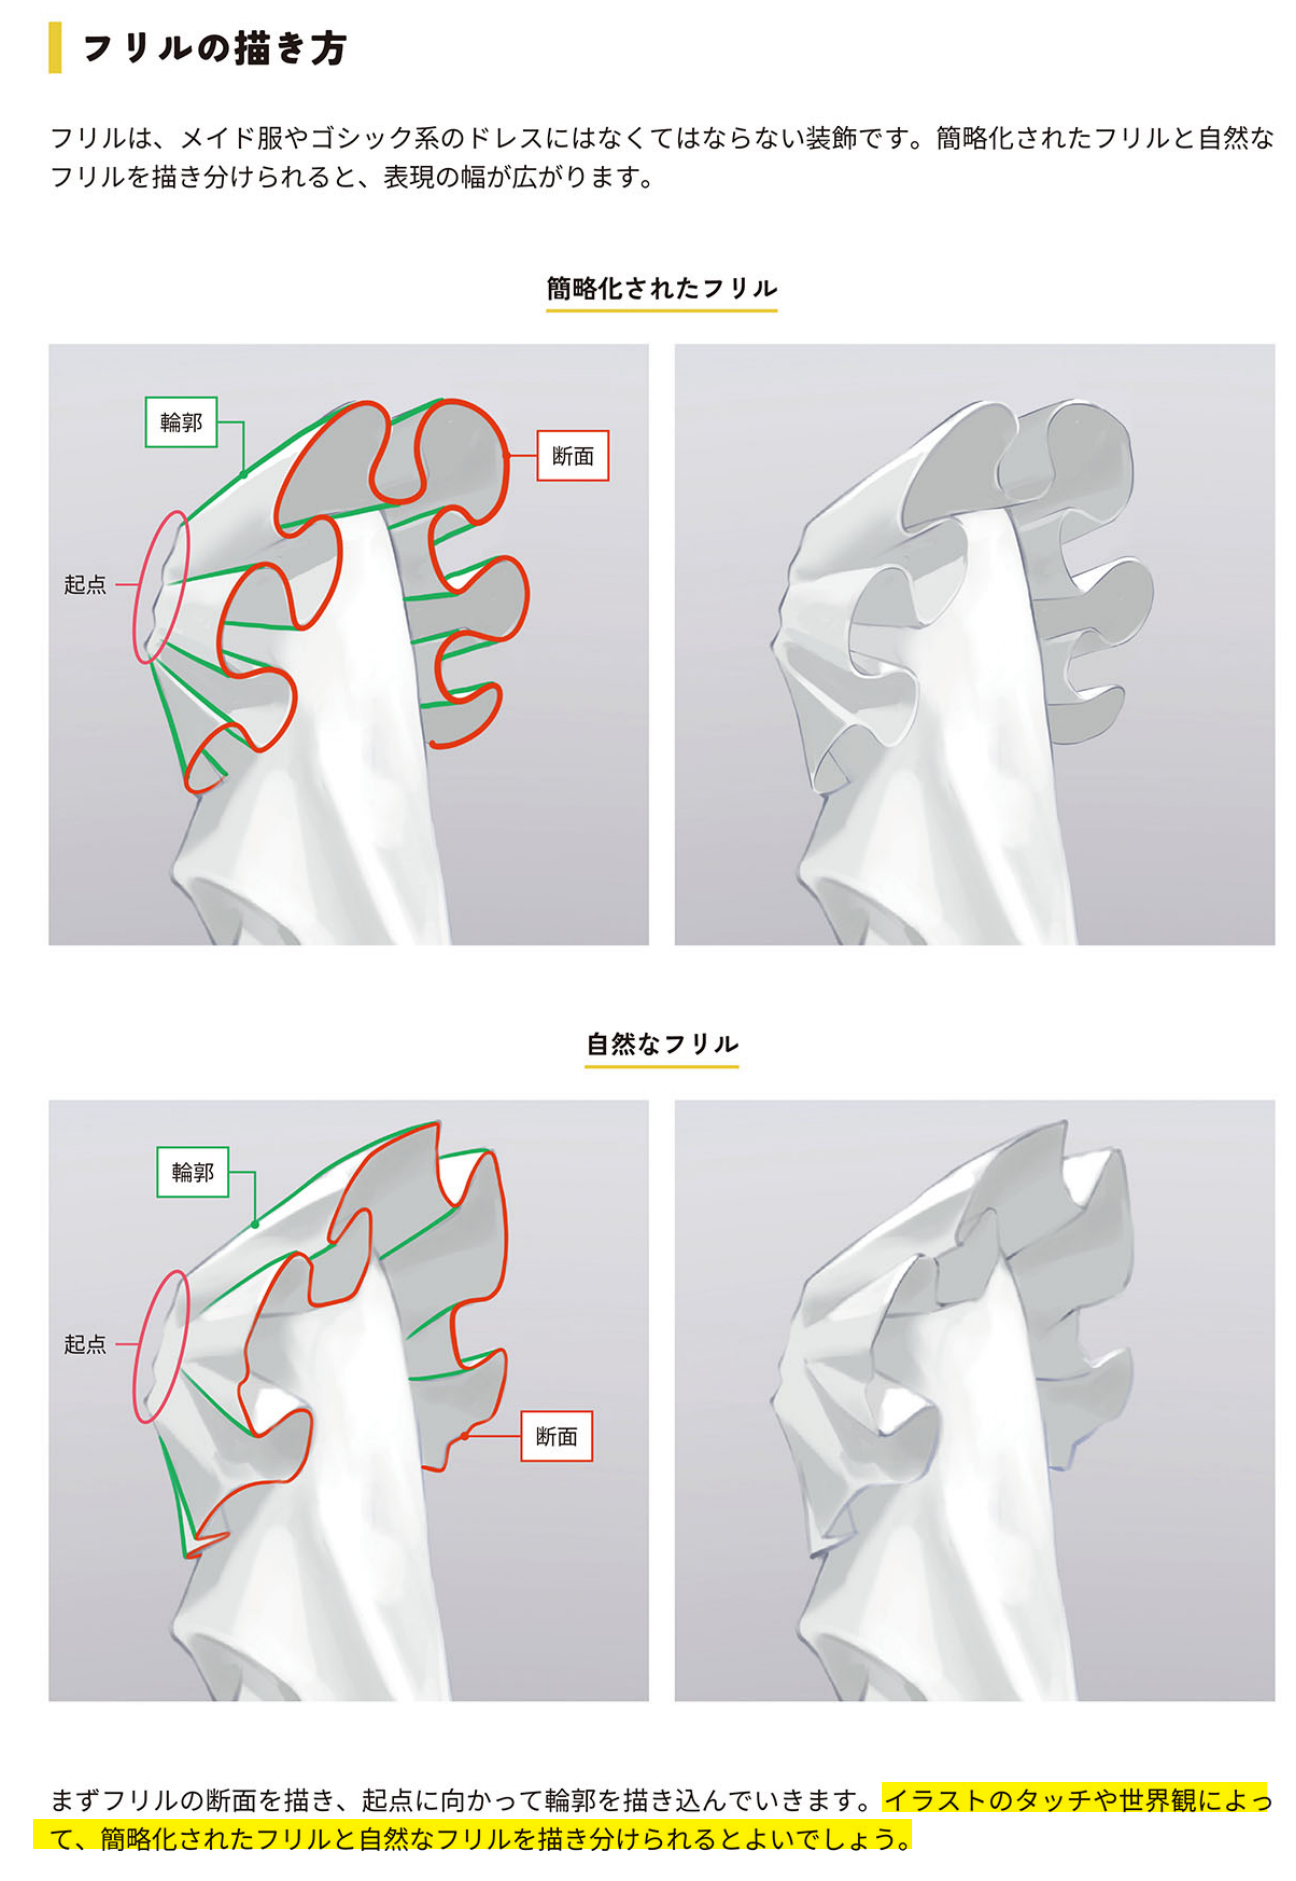 フリルの描き方
フリルは、メイド服やゴシック系のドレスにはなくてはならない装飾です。簡略化されたフリルと自然な
フリルを描き分けられると、表現の幅が広がります。
簡略化されたフリル
輪郭
断面
起点
自然なフリル
輪郭
起点
断面
まずフリルの断面を描き、起点に向かって輪郭を描き込んでいきます。イラストのタッチや世界観によっ
て、簡略化されたフリルと自然なフリルを描き分けられるとよいでしょう。